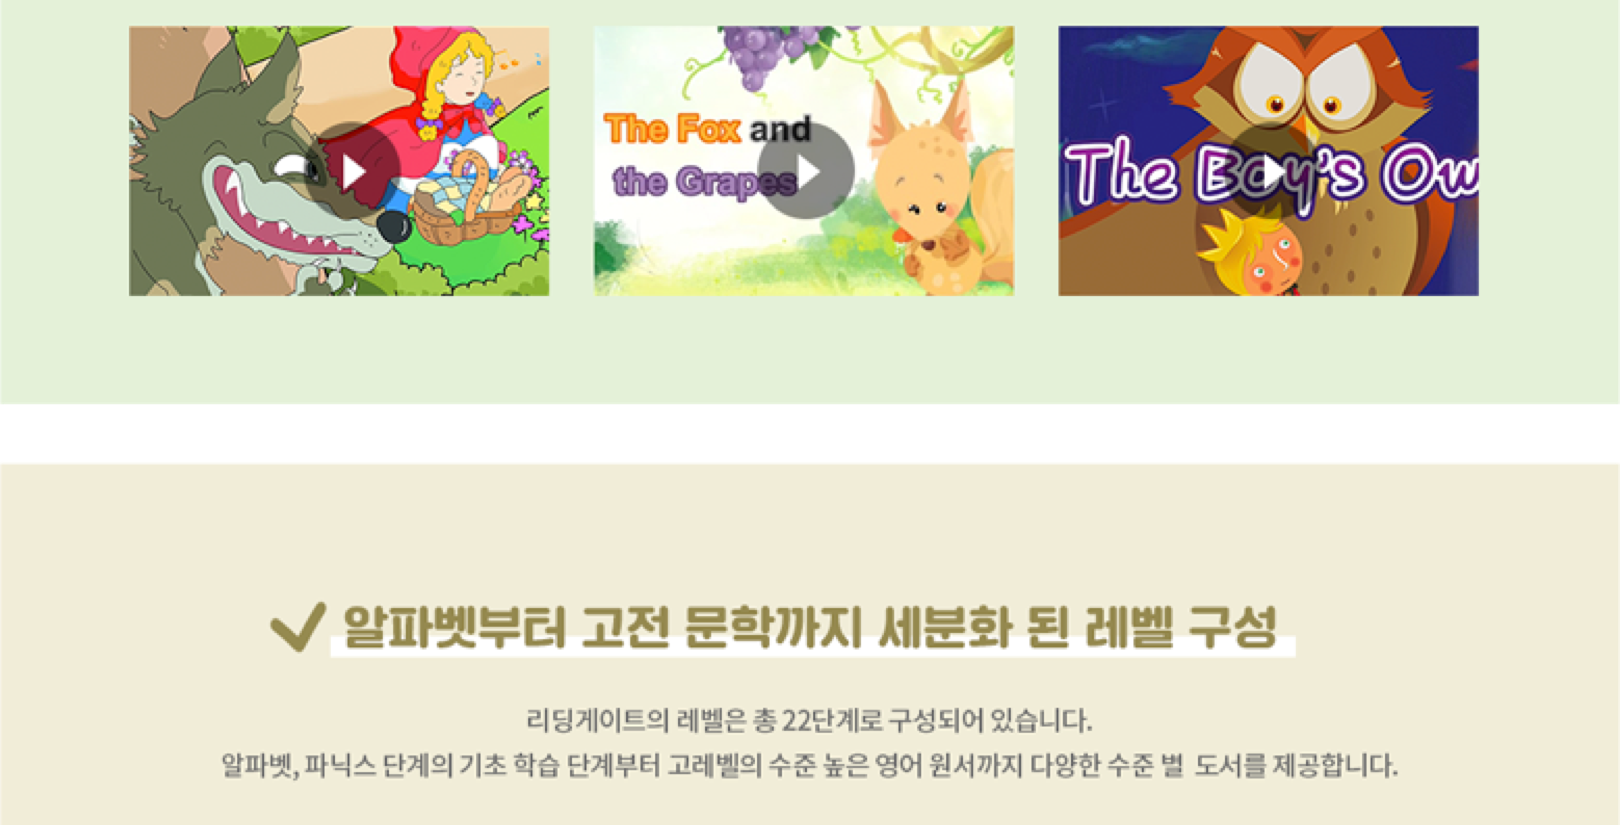 The Fox and
the Grapes
The Boy's Ow
알파벳부터 고전 문학까지 세분화 된 레벨 구성
리딩게이트의 레벨은 총 22단계로 구성되어 있습니다.
알파벳, 파닉스 단계의 기초 학습 단계부터 고레벨의 수준 높은 영어 원서까지 다양한 수준 별 도서를 제공합니다.